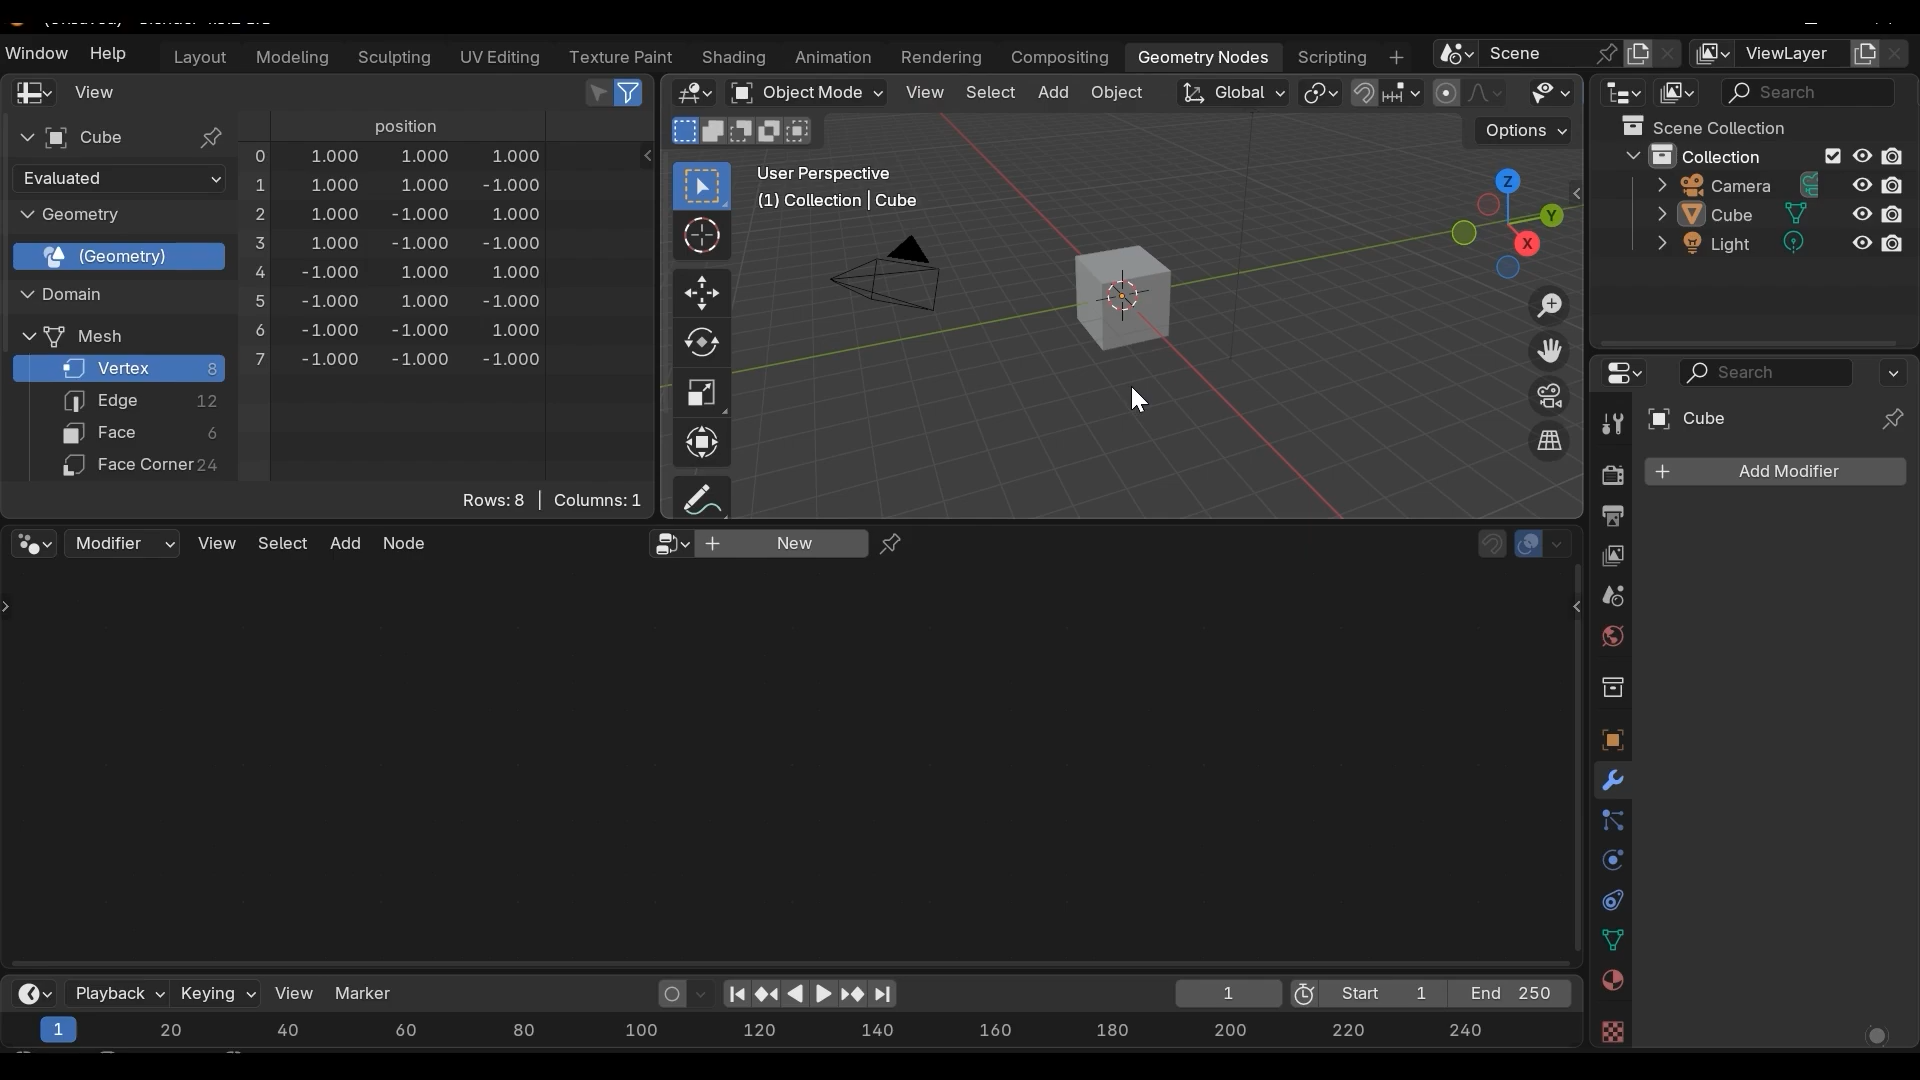 Window Help Layout Modeling Sculpting UV Editing Texture Paint Shading Animation Rendering Compositing Geometry Nodes Scripting + Scene ViewLayer
View
Object Mode View Select Add Object Global
Search
Cube
position
Options
Scene Collection
Evaluated
0 1.000 1.000 1.000
1 1.000 1.000 -1.000
2 1.000 -1.000 1.000
3 1.000 -1.000 -1.000
4 -1.000 1.000 1.000
5 -1.000 1.000 -1.000
6 -1.000 -1.000 1.000
7 -1.000 -1.000 -1.000
Geometry
(Geometry)
Domain
Mesh
Vertex 8
Edge 12
Face 6
Face Corner 24
Rows: 8 | Columns: 1
User Perspective
(1) Collection | Cube
Z
Y
X
Collection
Camera
Cube
Light
Search
Cube
+ Add Modifier
Modifier View Select Add Node + New
Playback Keying View Marker 1 Start 1 End 250
1 20 40 60 80 100 120 140 160 180 200 220 240